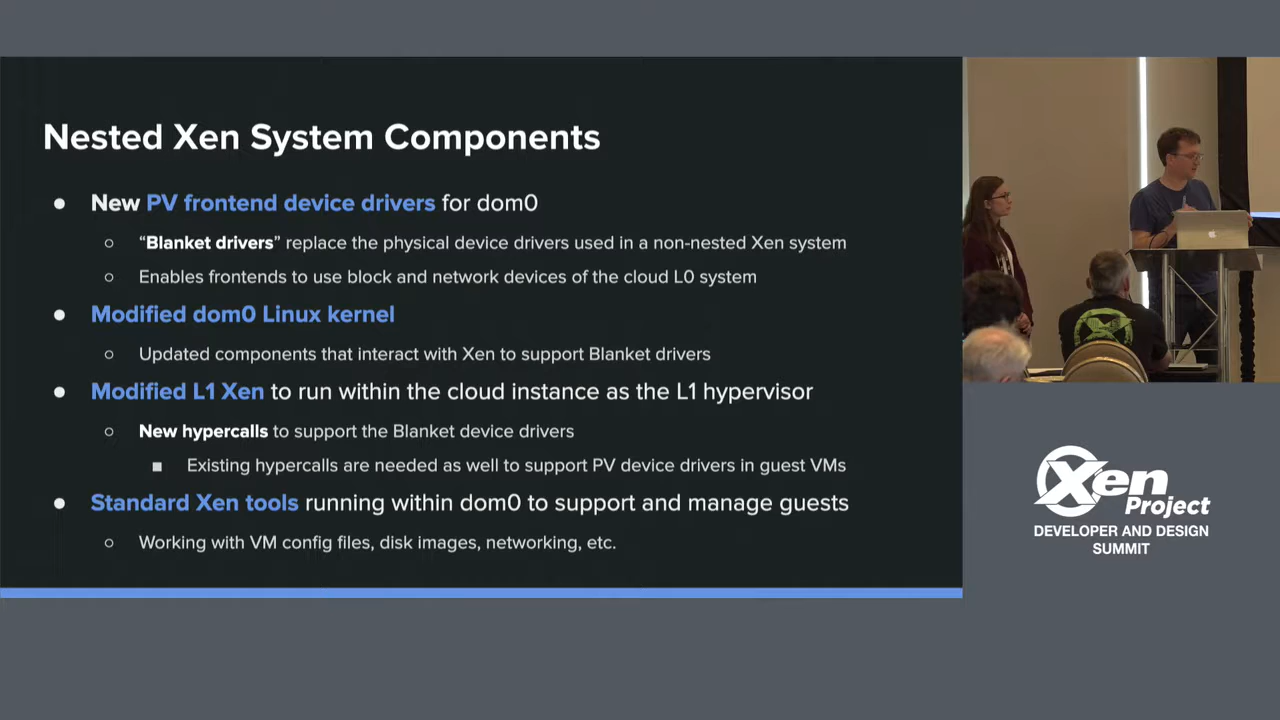 Nested Xen System Components
● New PV frontend device drivers for dom0
○ “Blanket drivers” replace the physical device drivers used in a non-nested Xen system
○ Enables frontends to use block and network devices of the cloud L0 system
● Modified dom0 Linux kernel
○ Updated components that interact with Xen to support Blanket drivers
● Modified L1 Xen to run within the cloud instance as the L1 hypervisor
○ New hypercalls to support the Blanket device drivers
■ Existing hypercalls are needed as well to support PV device drivers in guest VMs
● Standard Xen tools running within dom0 to support and manage guests
○ Working with VM config files, disk images, networking, etc.
Xen
Project
DEVELOPER AND DESIGN
SUMMIT